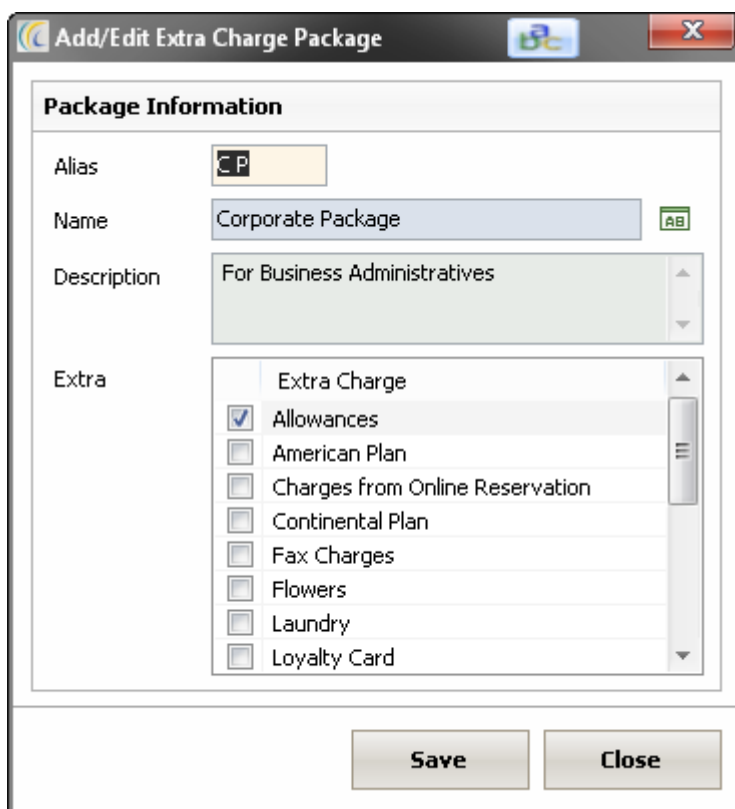 Add/Edit Extra Charge Package
Package Information
Alias C P
Name Corporate Package
AB
Description For Business Administratives
Extra
Extra Charge
Allowances
American Plan
Charges from Online Reservation
Continental Plan
Fax Charges
Flowers
Laundry
Loyalty Card
Save Close